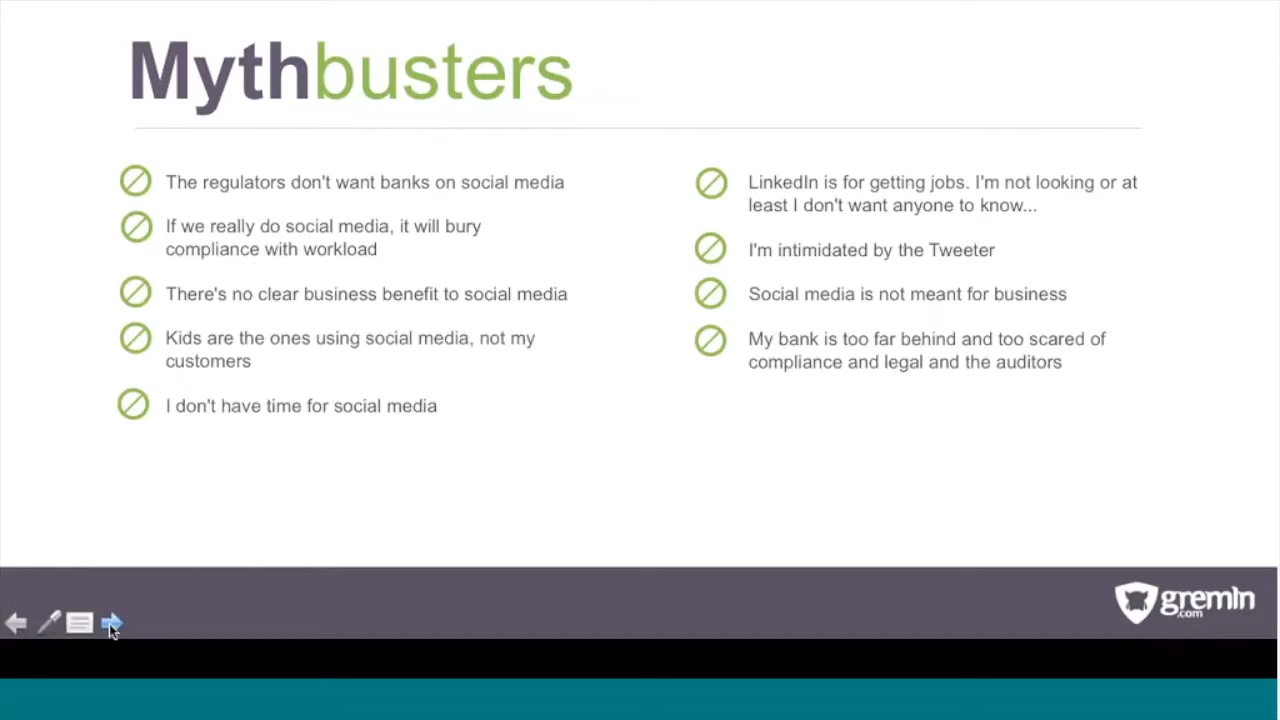 Mythbusters
The regulators don't want banks on social media
If we really do social media, it will bury
compliance with workload
There's no clear business benefit to social media
Kids are the ones using social media, not my
customers
I don't have time for social media
LinkedIn is for getting jobs. I'm not looking or at
least I don't want anyone to know...
I'm intimidated by the Tweeter
Social media is not meant for business
My bank is too far behind and too scared of
compliance and legal and the auditors
gremln
.com